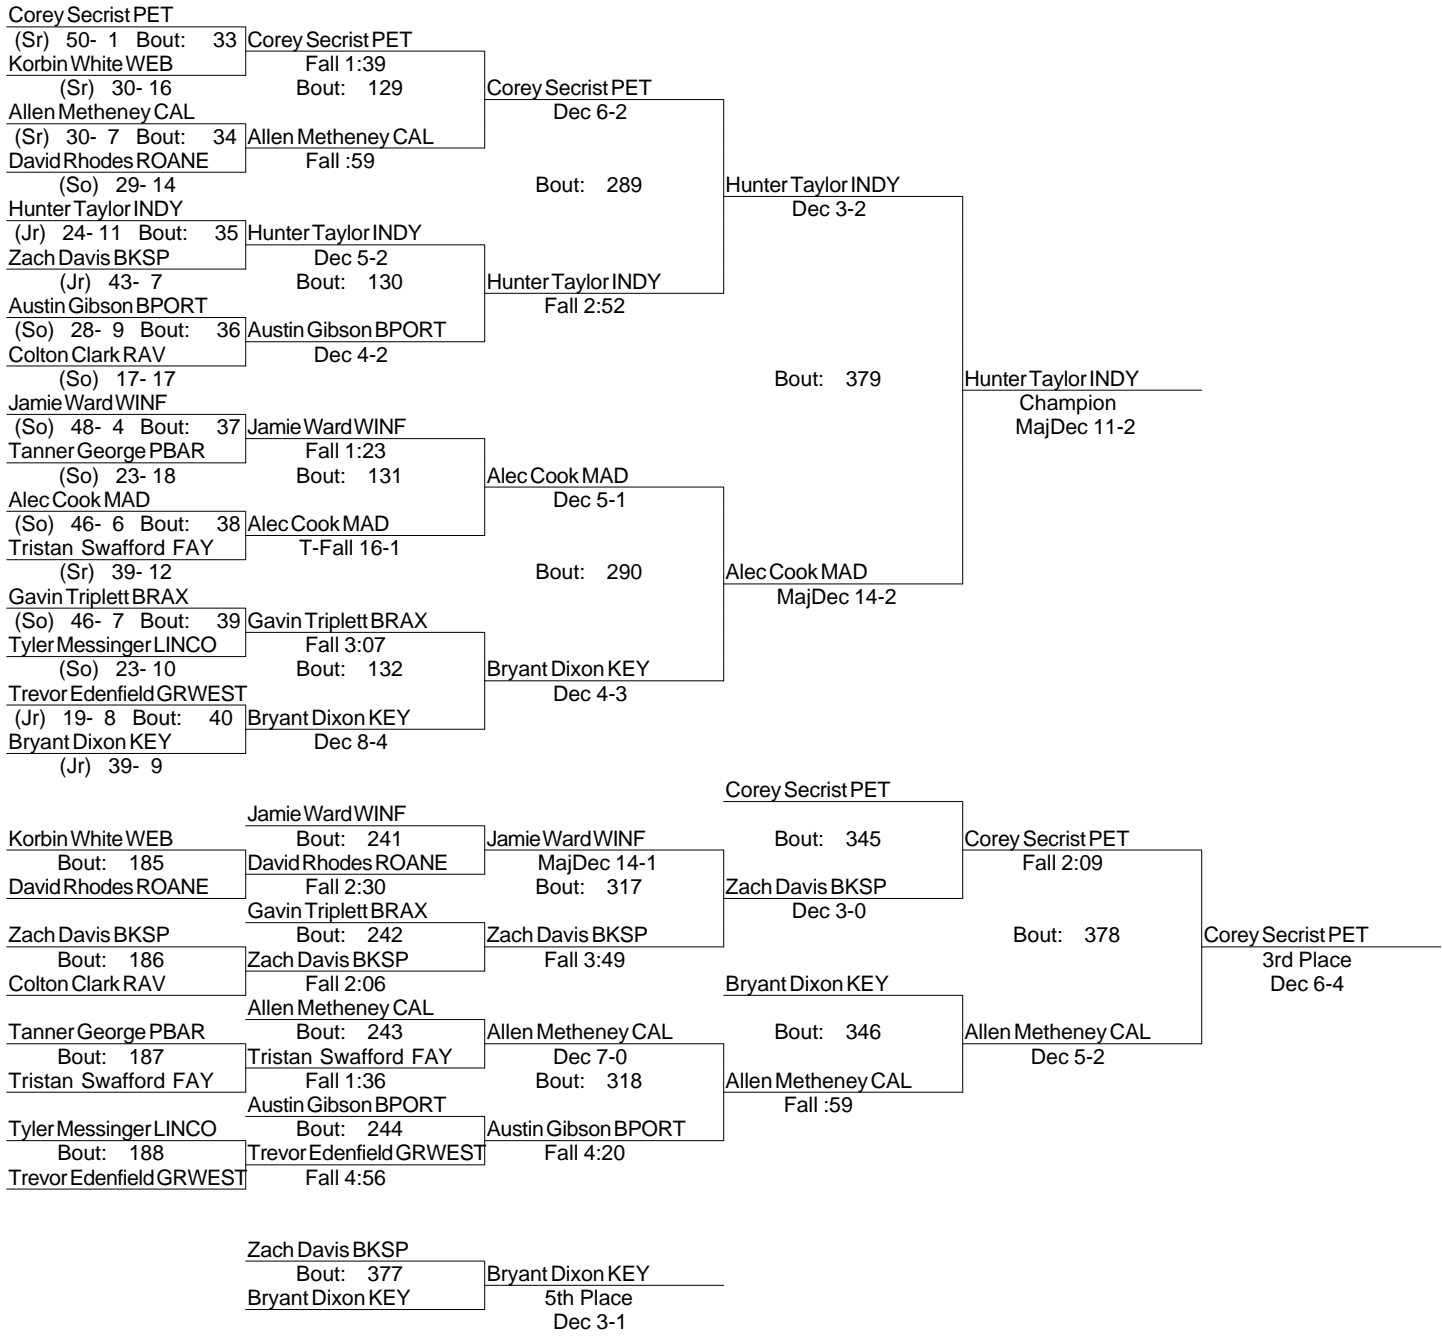 Corey Secrist PET
(Sr) 50- 1 Bout: 33 Corey Secrist PET
Korbin White WEB Fall 1:39
(Sr) 30- 16 Bout: 129 Corey Secrist PET
Allen Metheney CAL Dec 6-2
(Sr) 30- 7 Bout: 34 Allen Metheney CAL
David Rhodes ROANE Fall :59
(So) 29- 14 Bout: 289 Hunter Taylor INDY
Hunter Taylor INDY Dec 3-2
(Jr) 24- 11 Bout: 35 Hunter Taylor INDY
Zach Davis BKSP Dec 5-2
(Jr) 43- 7 Bout: 130 Hunter Taylor INDY
Austin Gibson BPORT Fall 2:52
(So) 28- 9 Bout: 36 Austin Gibson BPORT
Colton Clark RAV Dec 4-2
(So) 17- 17 Bout: 379 Hunter Taylor INDY
Jamie Ward WINF Champion
(So) 48- 4 Bout: 37 Jamie Ward WINF MajDec 11-2
Tanner George PBAR Fall 1:23
(So) 23- 18 Bout: 131 Alec Cook MAD
Alec Cook MAD Dec 5-1
(So) 46- 6 Bout: 38 Alec Cook MAD
Tristan Swafford FAY T-Fall 16-1
(Sr) 39- 12 Bout: 290 Alec Cook MAD
Gavin Triplett BRAX MajDec 14-2
(So) 46- 7 Bout: 39 Gavin Triplett BRAX
Tyler Messinger LINCO Fall 3:07
(So) 23- 10 Bout: 132 Bryant Dixon KEY
Trevor Edenfield GRWEST Dec 4-3
(Jr) 19- 8 Bout: 40 Bryant Dixon KEY
Bryant Dixon KEY Dec 8-4
(Jr) 39- 9
Corey Secrist PET
Jamie Ward WINF
Korbin White WEB Bout: 241 Jamie Ward WINF Bout: 345 Corey Secrist PET
Bout: 185 David Rhodes ROANE MajDec 14-1 Fall 2:09
David Rhodes ROANE Fall 2:30 Bout: 317 Zach Davis BKSP
Gavin Triplett BRAX Dec 3-0
Zach Davis BKSP Bout: 242 Zach Davis BKSP Bout: 378 Corey Secrist PET
Bout: 186 Zach Davis BKSP Fall 3:49 3rd Place
Colton Clark RAV Fall 2:06 Bryant Dixon KEY Dec 6-4
Allen Metheney CAL
Tanner George PBAR Bout: 243 Allen Metheney CAL Bout: 346 Allen Metheney CAL
Bout: 187 Tristan Swafford FAY Dec 7-0 Dec 5-2
Tristan Swafford FAY Fall 1:36 Bout: 318 Allen Metheney CAL
Austin Gibson BPORT Fall :59
Tyler Messinger LINCO Bout: 244 Austin Gibson BPORT
Bout: 188 Trevor Edenfield GRWEST Fall 4:20
Trevor Edenfield GRWEST Fall 4:56
Zach Davis BKSP
Bout: 377 Bryant Dixon KEY
Bryant Dixon KEY 5th Place
Dec 3-1